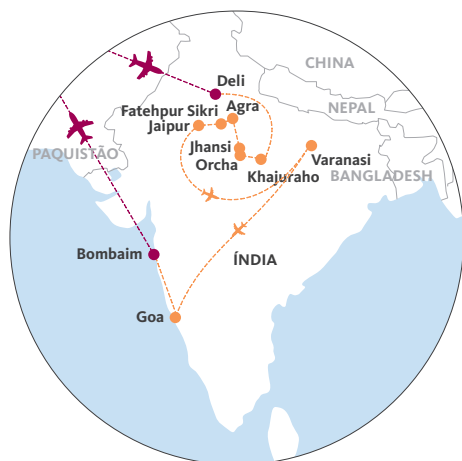 CHINA
Deli
NEPAL
Fatehpur Sikri
Agra
Jaipur
Jhansi
PAQUISTÃO
Varanasi
Orcha
Khajuraho
BANGLADESH
Bombaim
ÍNDIA
Goa